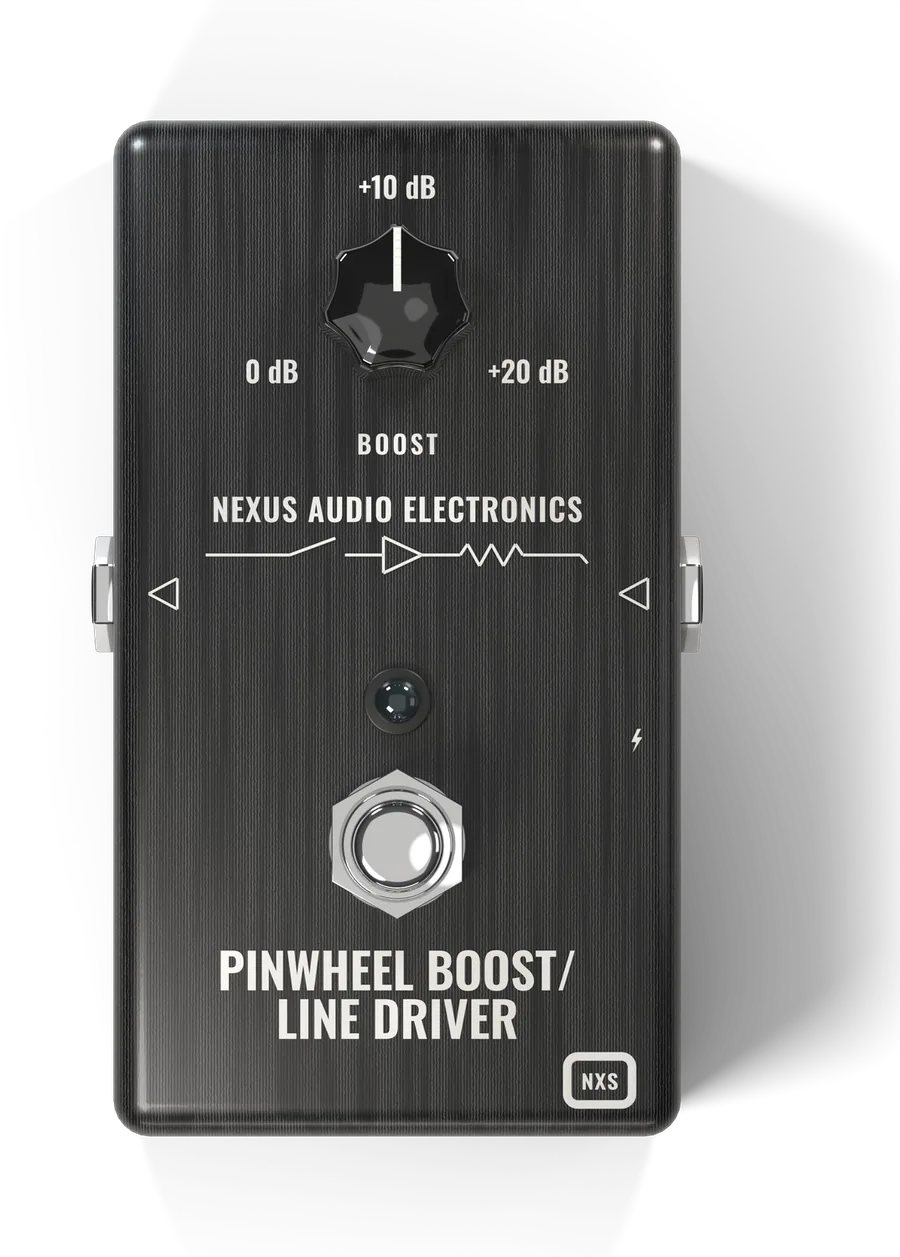 +10 dB
0 dB
+20 dB
BOOST
NEXUS AUDIO ELECTRONICS
PINWHEEL BOOST/
LINE DRIVER
NXS